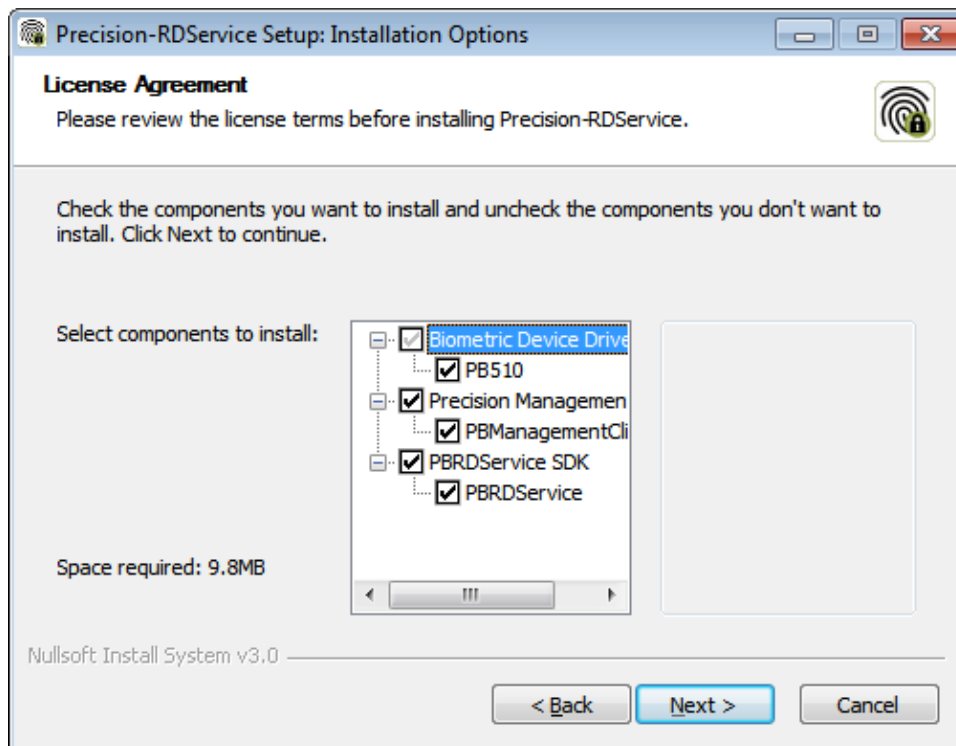 Precision-RDService Setup: Installation Options
License Agreement
Please review the license terms before installing Precision-RDService.
Check the components you want to install and uncheck the components you don't want to
install. Click Next to continue.
Select components to install:
Biometric Device Drive
PB510
Precision Managemen
PBManagementCli
PBRDService SDK
PBRDService
Space required: 9.8MB
Nullsoft Install System v3.0
< Back
Next >
Cancel